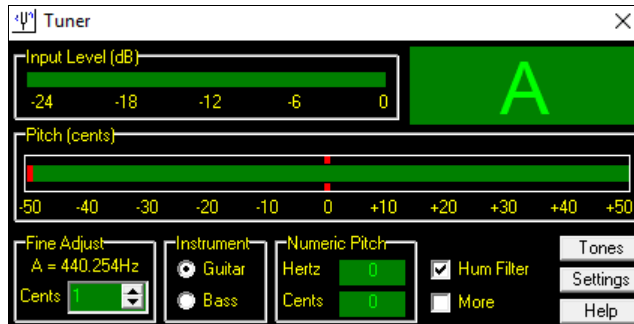 Tuner
Input Level (dB)
-24 -18 -12 -6 0
A
Pitch (cents)
-50 -40 -30 -20 -10 0 +10 +20 +30 +40 +50
Fine Adjust
A = 440.254Hz
Cents 1
Instrument
Guitar
Bass
Numeric Pitch
Hertz 0
Cents 0
Hum Filter
More
Tones
Settings
Help